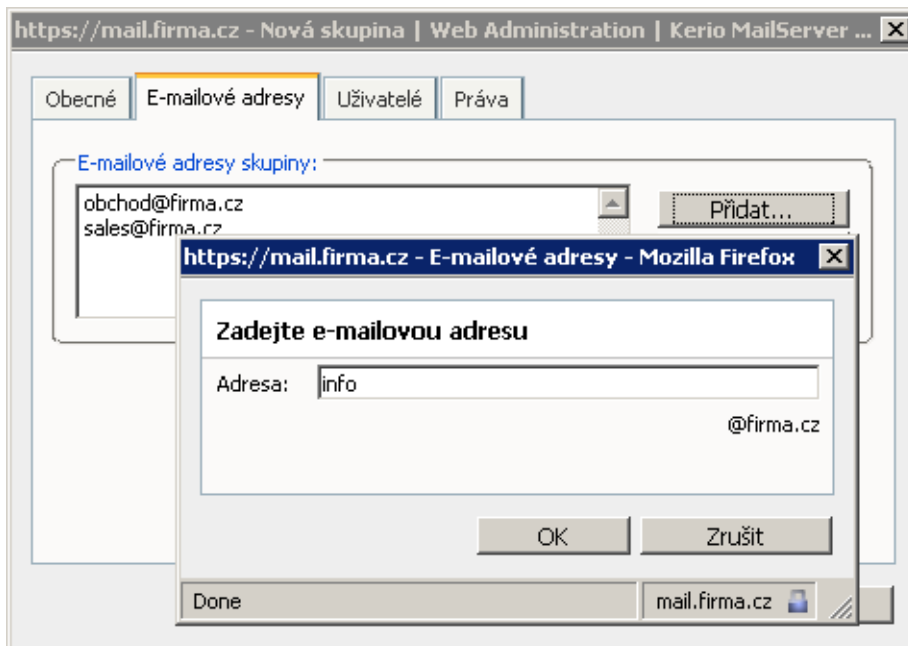 https://mail.firma.cz - Nová skupina | Web Administration | Kerio MailServer ...
Obecné
E-mailové adresy
Uživatelé
Práva
E-mailové adresy skupiny:
obchod@firma.cz
sales@firma.cz
Přidat...
https://mail.firma.cz - E-mailové adresy - Mozilla Firefox
Zadejte e-mailovou adresu
Adresa:
info
@firma.cz
OK
Zrušit
Done
mail.firma.cz